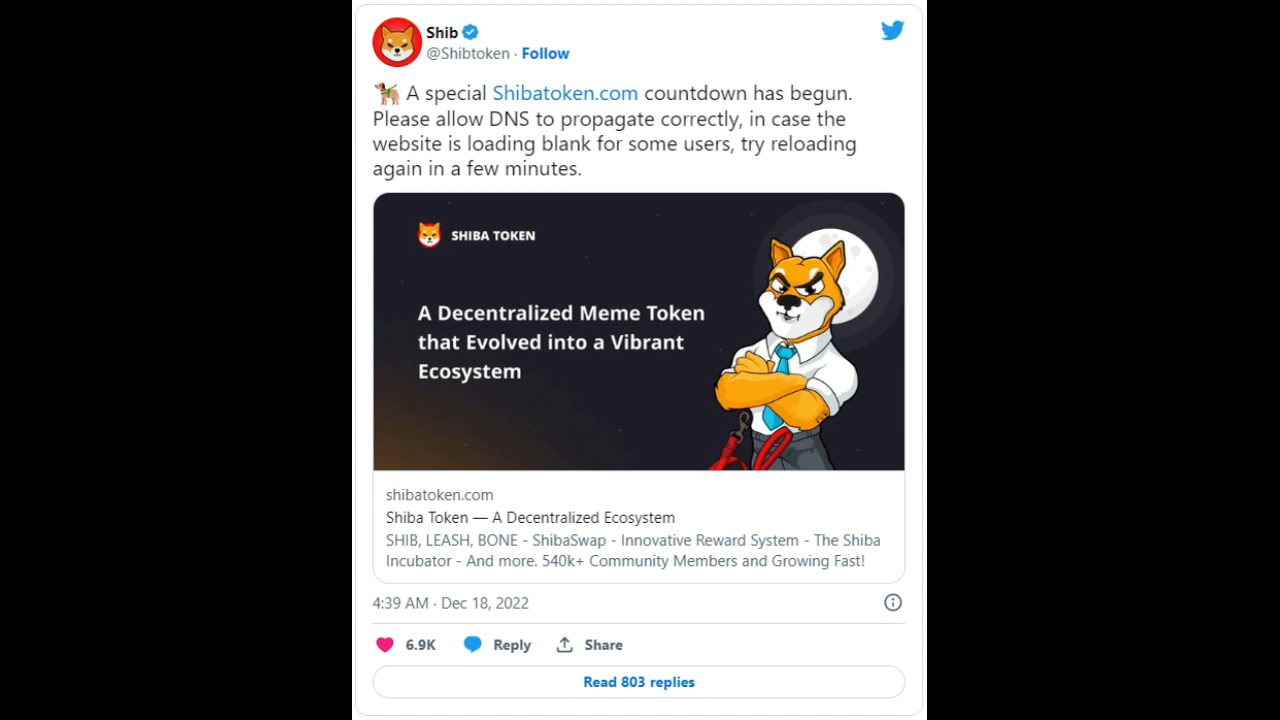 Shib
@Shibtoken · Follow
A special Shibatoken.com countdown has begun.
Please allow DNS to propagate correctly, in case the
website is loading blank for some users, try reloading
again in a few minutes.
SHIBA TOKEN
A Decentralized Meme Token
that Evolved into a Vibrant
Ecosystem
shibatoken.com
Shiba Token — A Decentralized Ecosystem
SHIB, LEASH, BONE - ShibaSwap - Innovative Reward System - The Shiba
Incubator - And more. 540k+ Community Members and Growing Fast!
4:39 AM · Dec 18, 2022
6.9K Reply Share
Read 803 replies